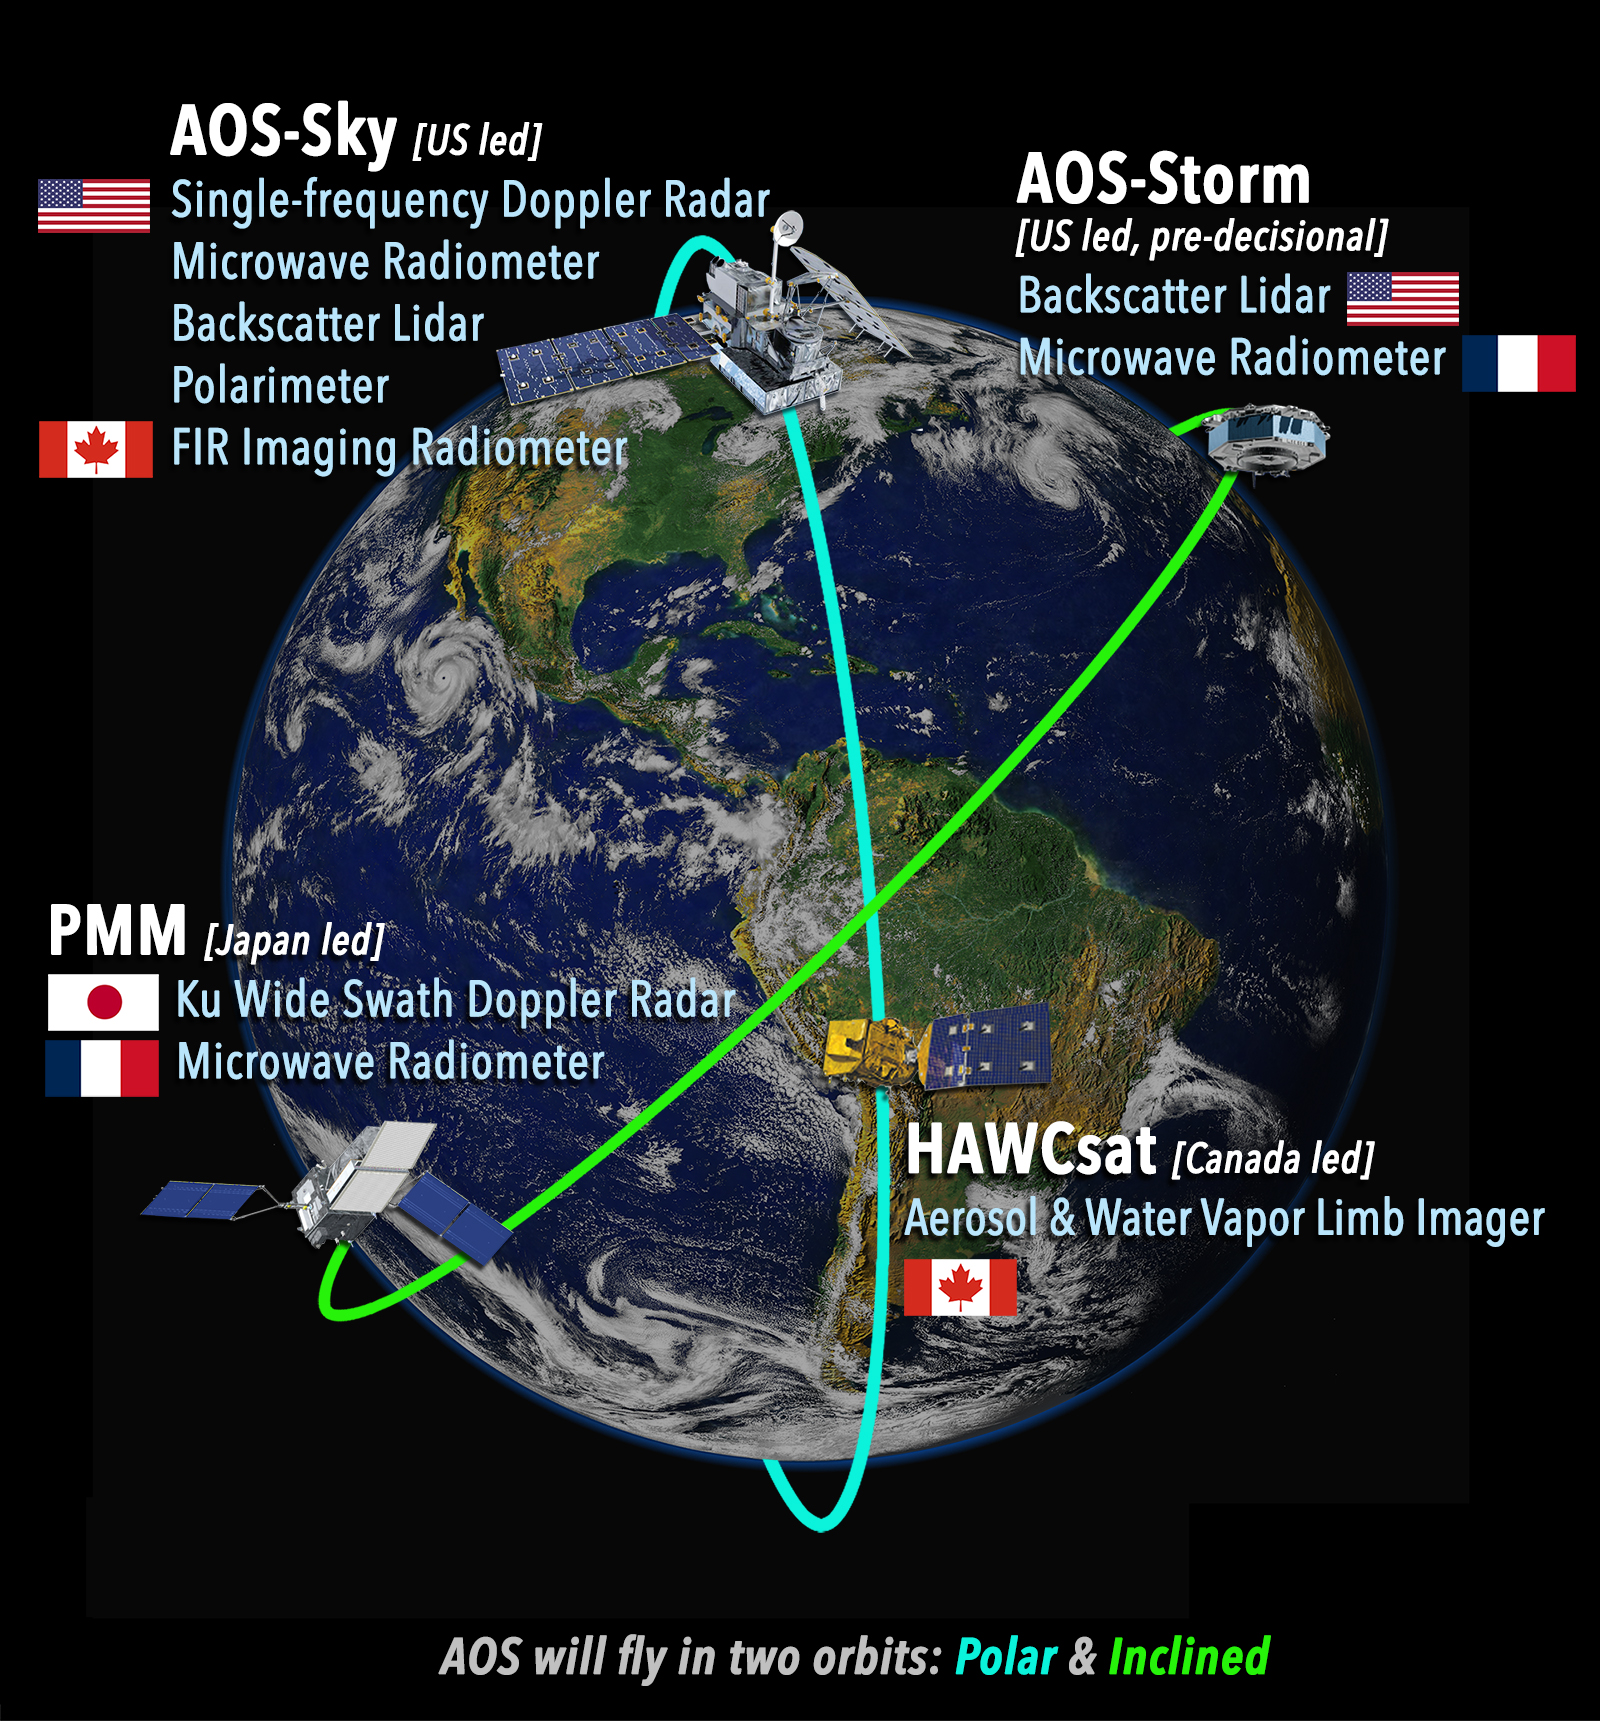 AOS-Sky [US led]
Single-frequency Doppler Radar
Microwave Radiometer
Backscatter Lidar
Polarimeter
FIR Imaging Radiometer
AOS-Storm
[US led, pre-decisional]
Backscatter Lidar
Microwave Radiometer
PMM [Japan led]
Ku Wide Swath Doppler Radar
Microwave Radiometer
HAWCsat [Canada led]
Aerosol & Water Vapor Limb Imager
AOS will fly in two orbits: Polar & Inclined